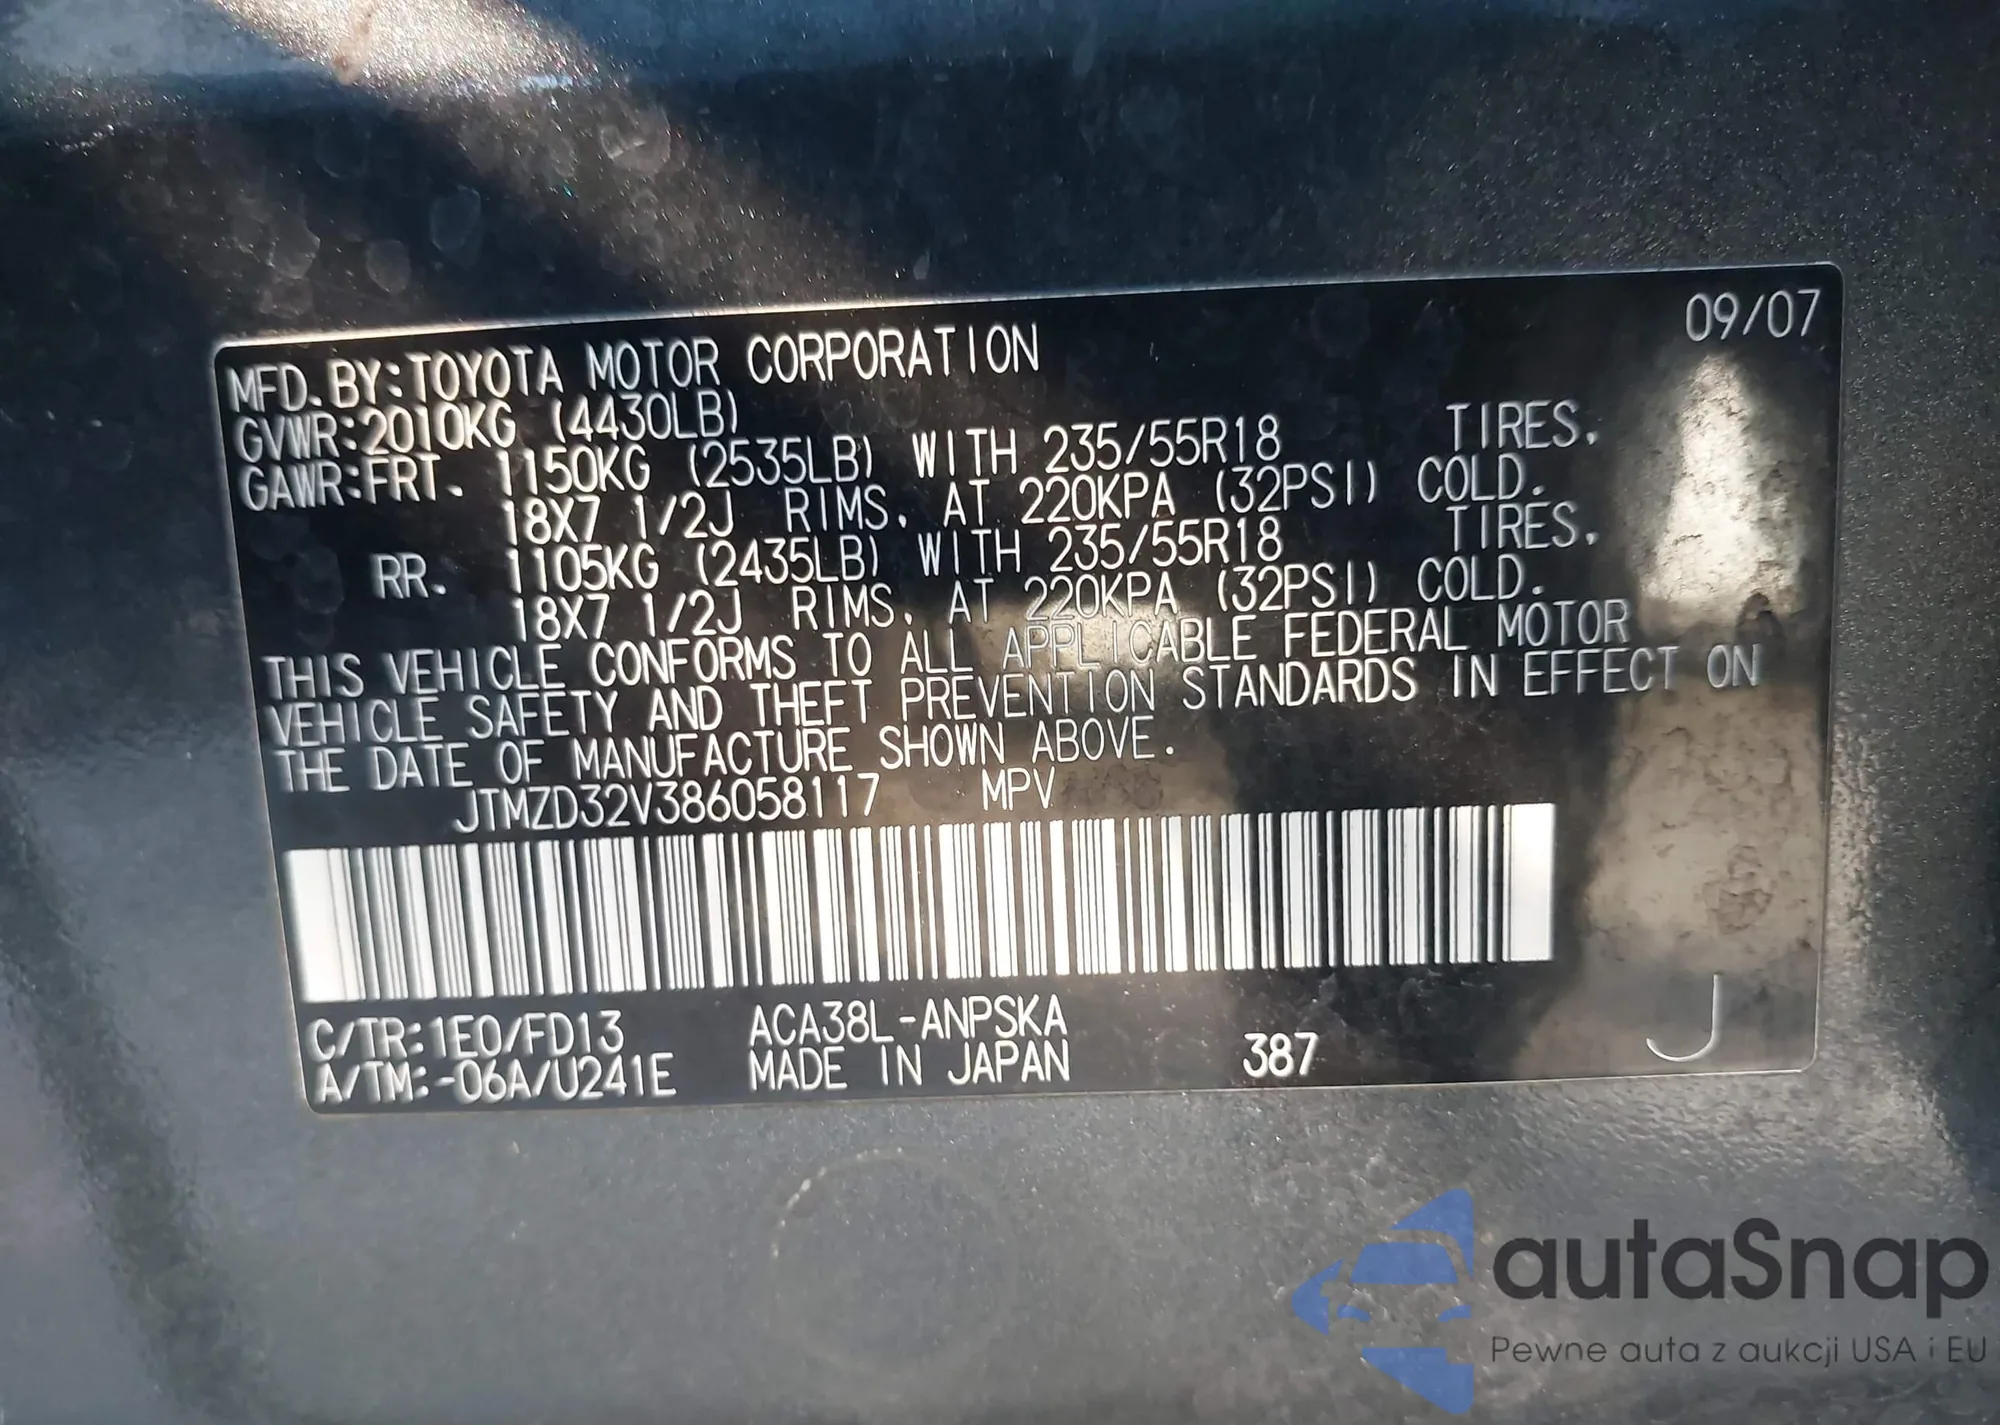 09/07
MFD. BY: TOYOTA MOTOR CORPORATION
GVWR: 2010KG (4430LB)
GAWR: FRT. 1150KG (2535LB) WITH 235/55R18 TIRES.
18X7 1/2J RIMS. AT 220KPA (32PSI) COLD.
RR. 1105KG (2435LB) WITH 235/55R18 TIRES.
18X7 1/2J RIMS. AT 220KPA (32PSI) COLD.
THIS VEHICLE CONFORMS TO ALL APPLICABLE FEDERAL MOTOR
VEHICLE SAFETY AND THEFT PREVENTION STANDARDS IN EFFECT ON
THE DATE OF MANUFACTURE SHOWN ABOVE.
JTMZD32V386058117 MPV
C/TR: 1E0/FD13 ACA38L-ANPSKA
A/TM: -06A/U241E MADE IN JAPAN 387 J
autaSnap
Pewne auta z aukcji USA i EU